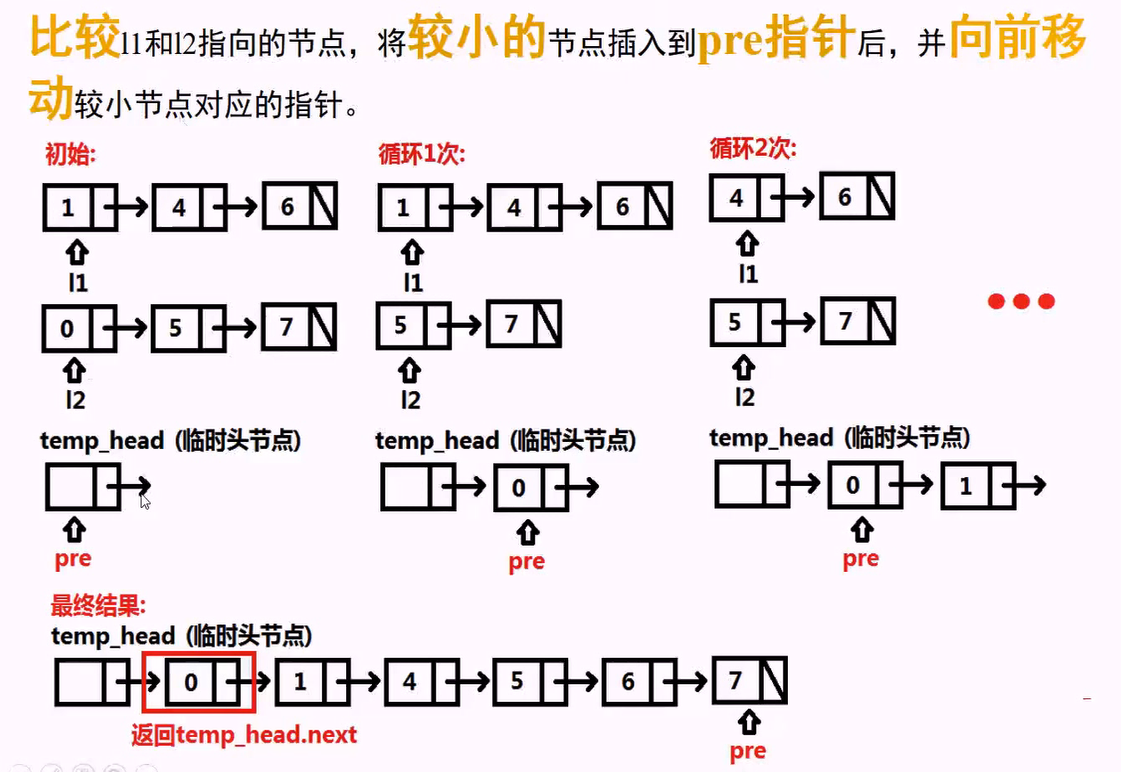 比较l1和l2指向的节点，将较小的节点插入到pre指针后，并向前移
动较小节点对应的指针。
初始: 循环1次: 循环2次:
1 4 6 1 4 6 4 6
l1 l1 l1
0 5 7 5 7 5 7
l2 l2 l2
temp_head (临时头节点) temp_head (临时头节点) temp_head (临时头节点)
0 0 1
pre pre pre
最终结果:
temp_head (临时头节点)
0 1 4 5 6 7
返回temp_head.next
pre